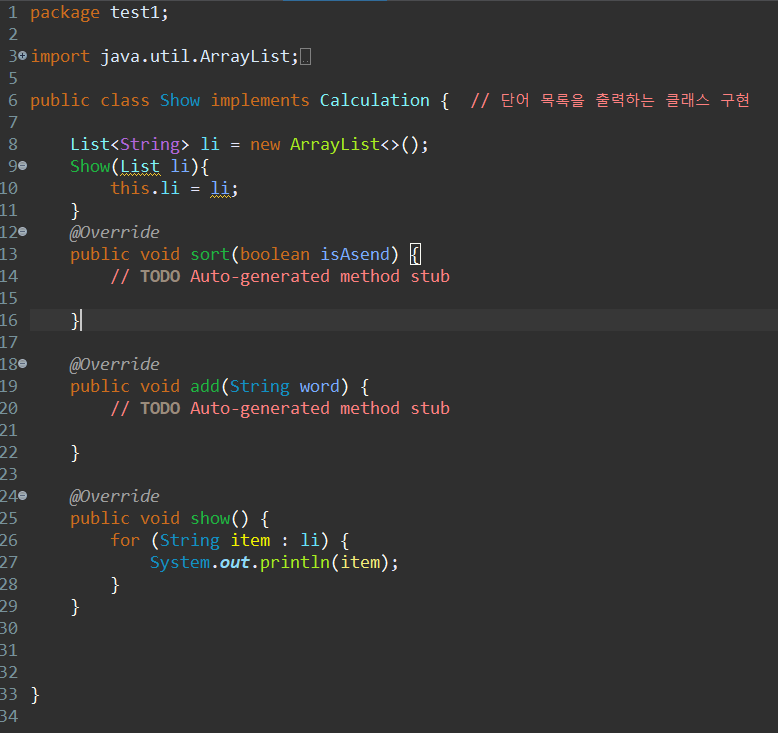 1 package test1;
2
3 import java.util.ArrayList;
5
6 public class Show implements Calculation {  // 단어 목록을 출력하는 클래스 구현
7
8     List<String> li = new ArrayList<>();
9     Show(List li){
10         this.li = li;
11     }
12     @Override
13     public void sort(boolean isAsend) {
14         // TODO Auto-generated method stub
15
16     }
17
18     @Override
19     public void add(String word) {
20         // TODO Auto-generated method stub
21
22     }
23
24     @Override
25     public void show() {
26         for (String item : li) {
27             System.out.println(item);
28         }
29     }
30
31
32
33 }
34